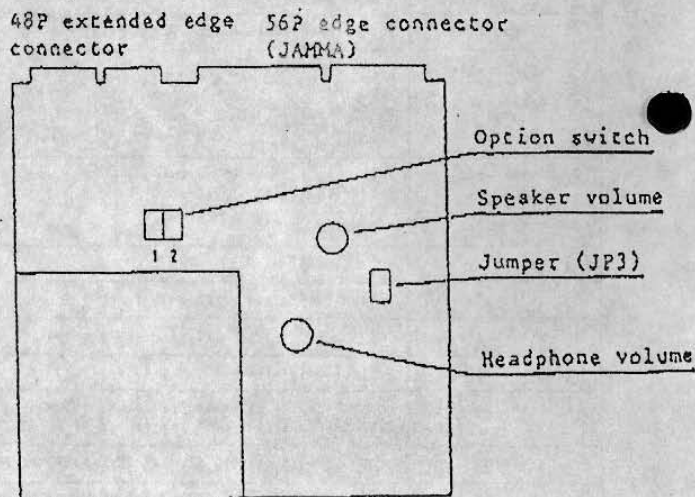 48P extended edge connector
56P edge connector (JAMMA)
Option switch
Speaker volume
1 2
Jumper (JP3)
Headphone volume